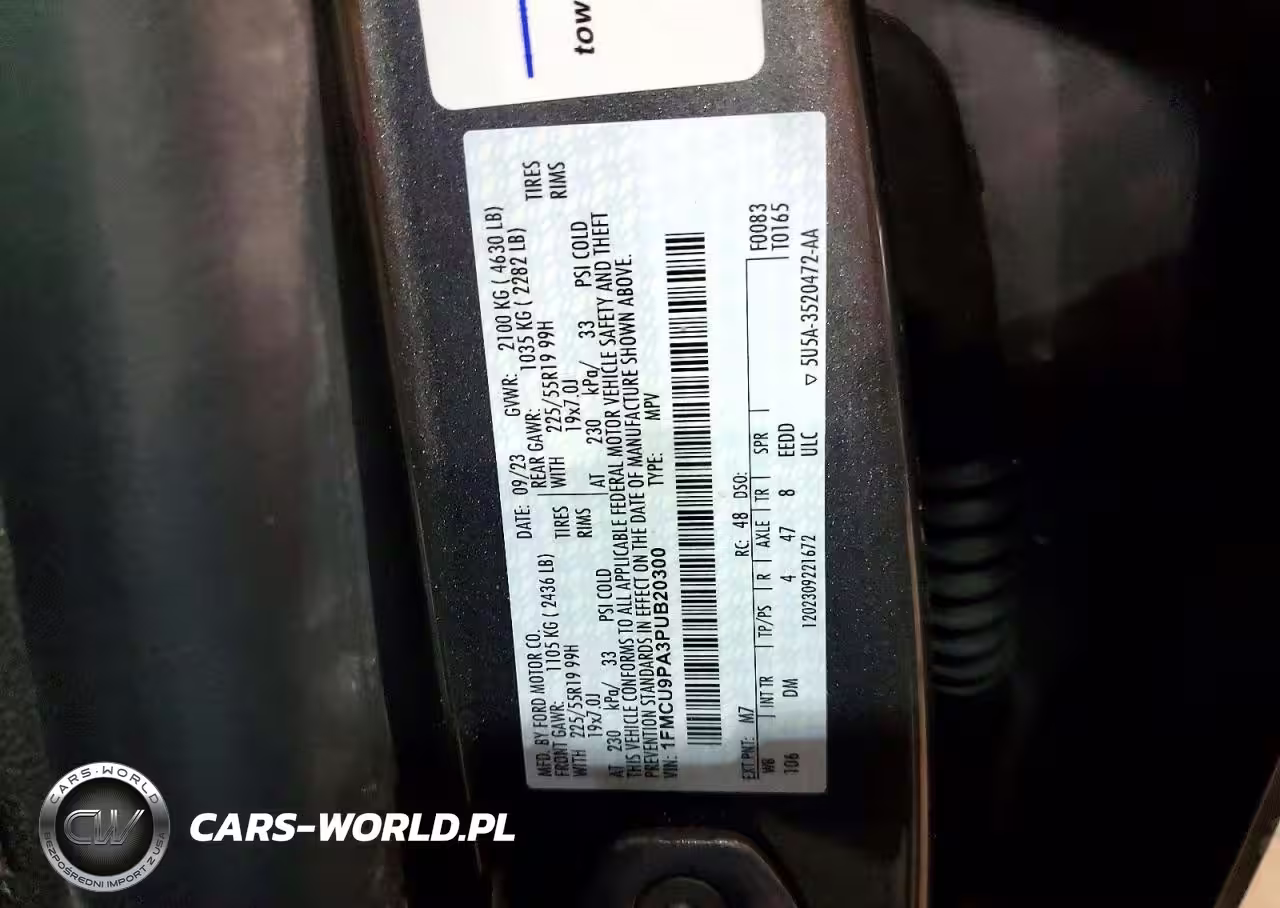 tow
MFD. BY FORD MOTOR CO. DATE: 09/23 GVWR: 2100 KG ( 4630 LB)
FRONT GAWR: 1105 KG ( 2436 LB) REAR GAWR: 1035 KG ( 2282 LB)
WITH 225/55R19 99H TIRES WITH 225/55R19 99H TIRES
19x7.0J RIMS 19x7.0J RIMS
AT 230 kPa/ 33 PSI COLD AT 230 kPa/ 33 PSI COLD
THIS VEHICLE CONFORMS TO ALL APPLICABLE FEDERAL MOTOR VEHICLE SAFETY AND THEFT
PREVENTION STANDARDS IN EFFECT ON THE DATE OF MANUFACTURE SHOWN ABOVE.
VIN: 1FMCU9PA3PUB20300 TYPE: MPV
EXT PNT: M7 RC: 48 DSO: F0083
WB INT TR TP/PS R AXLE TR SPR T0165
106 DM 4 47 8 EEDD
1202309221672 ULC ▽ 5U5A-3520472-AA
CARS-WORLD
CW
BEZPOŚREDNI IMPORT Z USA
CARS-WORLD.PL